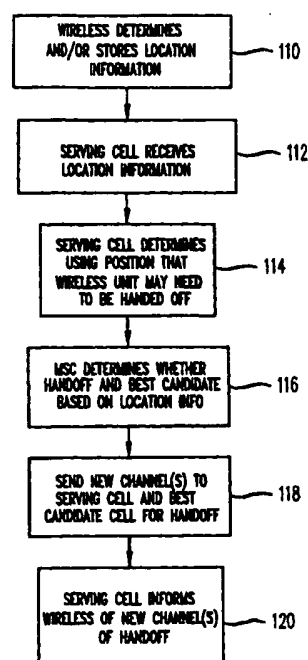 WIRELESS DETERMINES
AND/OR STORES LOCATION
INFORMATION
110
SERVING CELL RECEIVES
LOCATION INFORMATION
112
SERVING CELL DETERMINES
USING POSITION THAT
WIRELESS UNIT MAY NEED
TO BE HANDED OFF
114
MSC DETERMINES WHETHER
HANDOFF AND BEST CANDIDATE
BASED ON LOCATION INFO
116
SEND NEW CHANNEL(S) TO
SERVING CELL AND BEST
CANDIDATE CELL FOR HANDOFF
118
SERVING CELL INFORMS
WIRELESS OF NEW CHANNEL(S)
OF HANDOFF
120